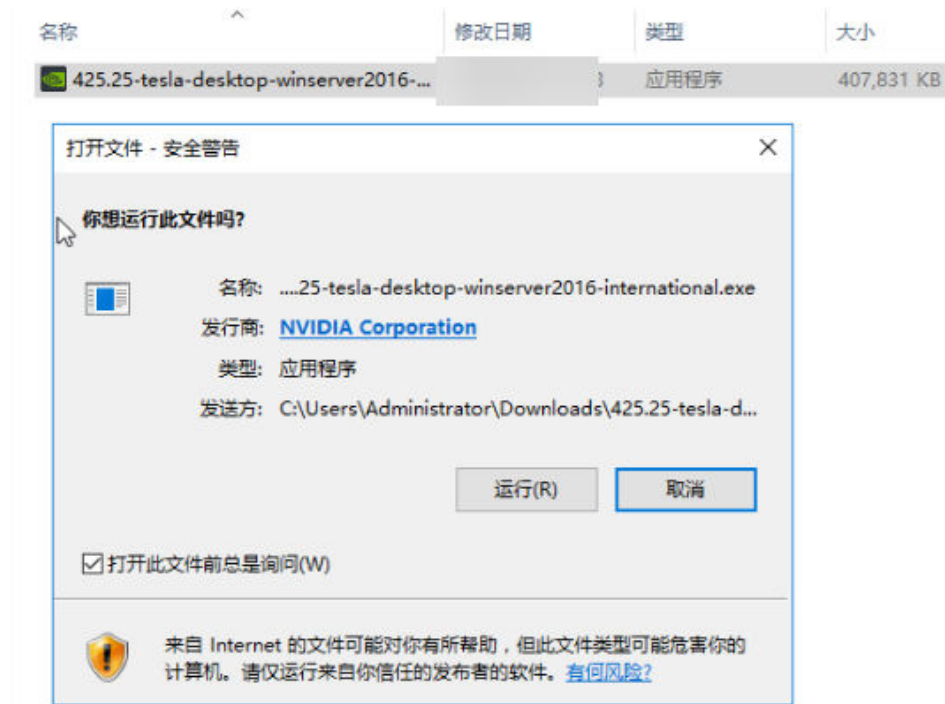 名称 修改日期 类型 大小
425.25-tesla-desktop-winserver2016-... 应用程序 407,831 KB
打开文件 - 安全警告
你想运行此文件吗?
名称: ....25-tesla-desktop-winserver2016-international.exe
发行商: NVIDIA Corporation
类型: 应用程序
发送方: C:\Users\Administrator\Downloads\425.25-tesla-d...
运行(R) 取消
打开此文件前总是询问(W)
来自 Internet 的文件可能对你有所帮助，但此文件类型可能危害你的
计算机。请仅运行来自你信任的发布者的软件。有何风险?